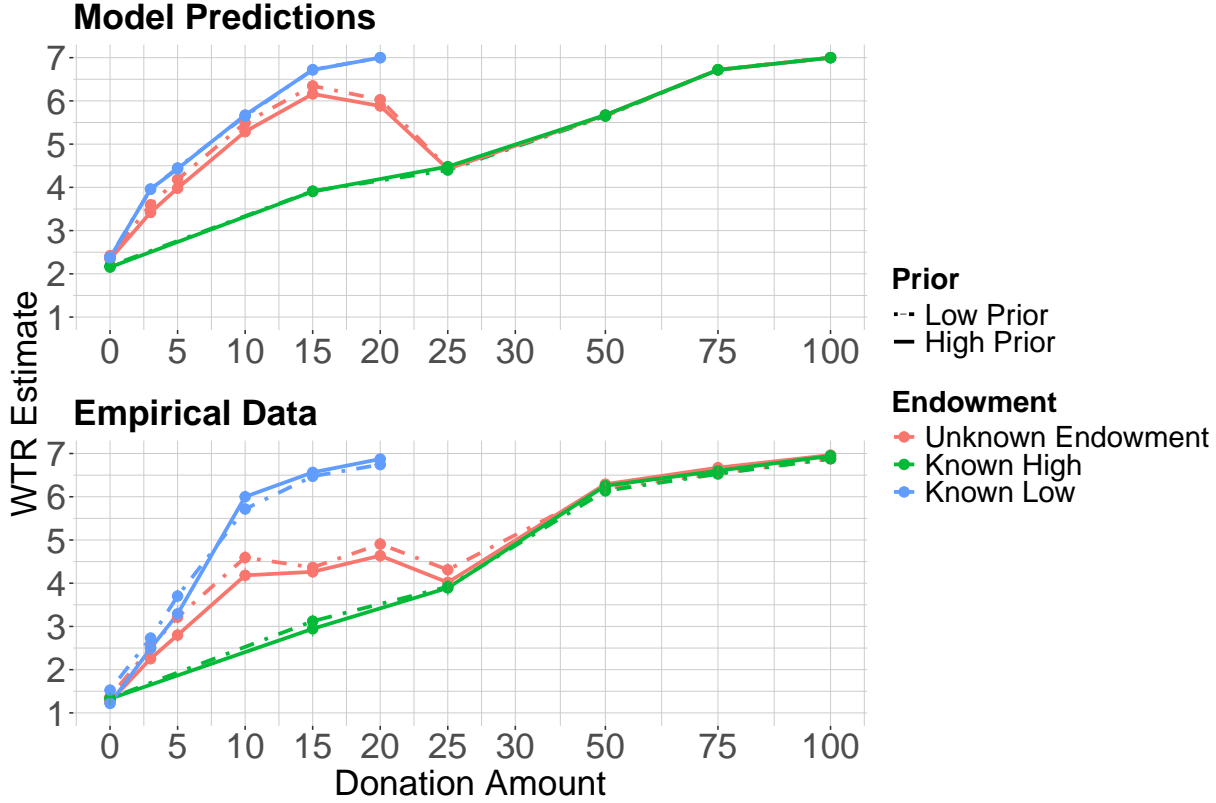 Model Predictions
7
6
5
4
3
2
1
0 5 10 15 20 25 30 50 75 100
WTR Estimate
Empirical Data
7
6
5
4
3
2
1
0 5 10 15 20 25 30 50 75 100
Donation Amount
Prior
Low Prior
High Prior
Endowment
Unknown Endowment
Known High
Known Low